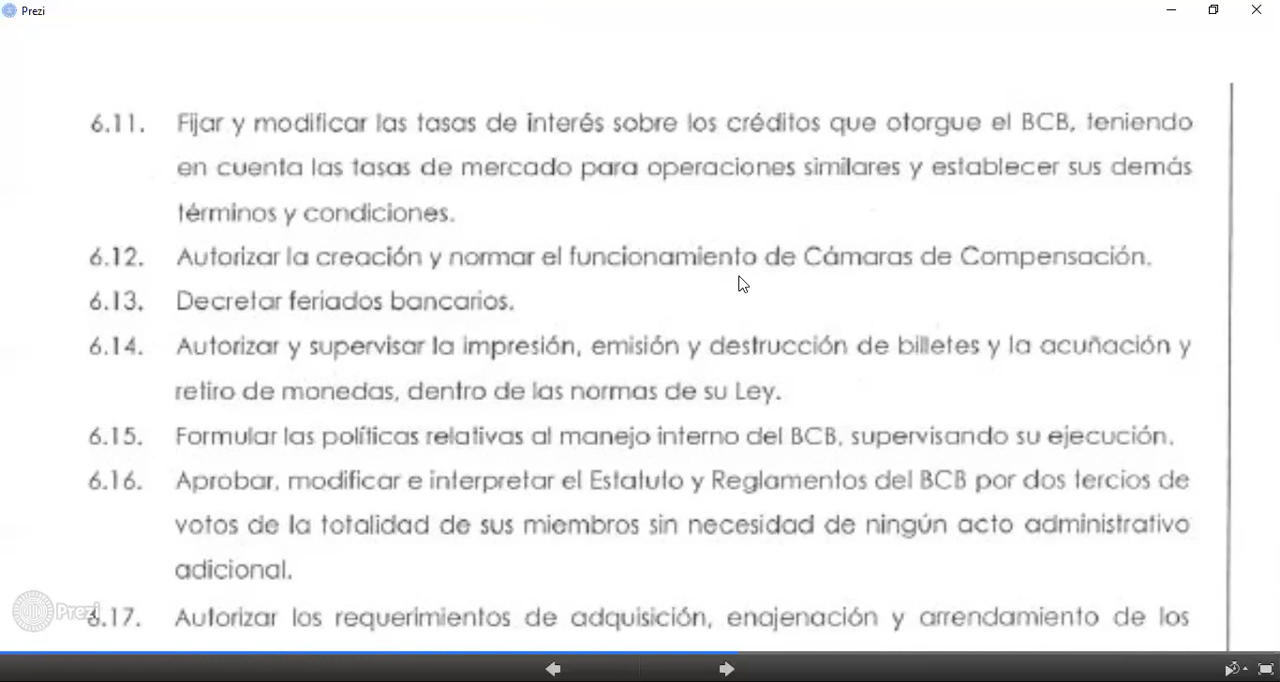 Prezi
6.11. Fijar y modificar las tasas de interés sobre los créditos que otorgue el BCB, teniendo
en cuenta las tasas de mercado para operaciones similares y establecer sus demás
términos y condiciones.
6.12. Autorizar la creación y normar el funcionamiento de Cámaras de Compensación.
6.13. Decretar feriados bancarios.
6.14. Autorizar y supervisar la impresión, emisión y destrucción de billetes y la acuñación y
retiro de monedas, dentro de las normas de su Ley.
6.15. Formular las políticas relativas al manejo interno del BCB, supervisando su ejecución.
6.16. Aprobar, modificar e interpretar el Estatuto y Reglamentos del BCB por dos tercios de
votos de la totalidad de sus miembros sin necesidad de ningún acto administrativo
adicional.
Prezi
6.17. Autorizar los requerimientos de adquisición, enajenación y arrendamiento de los